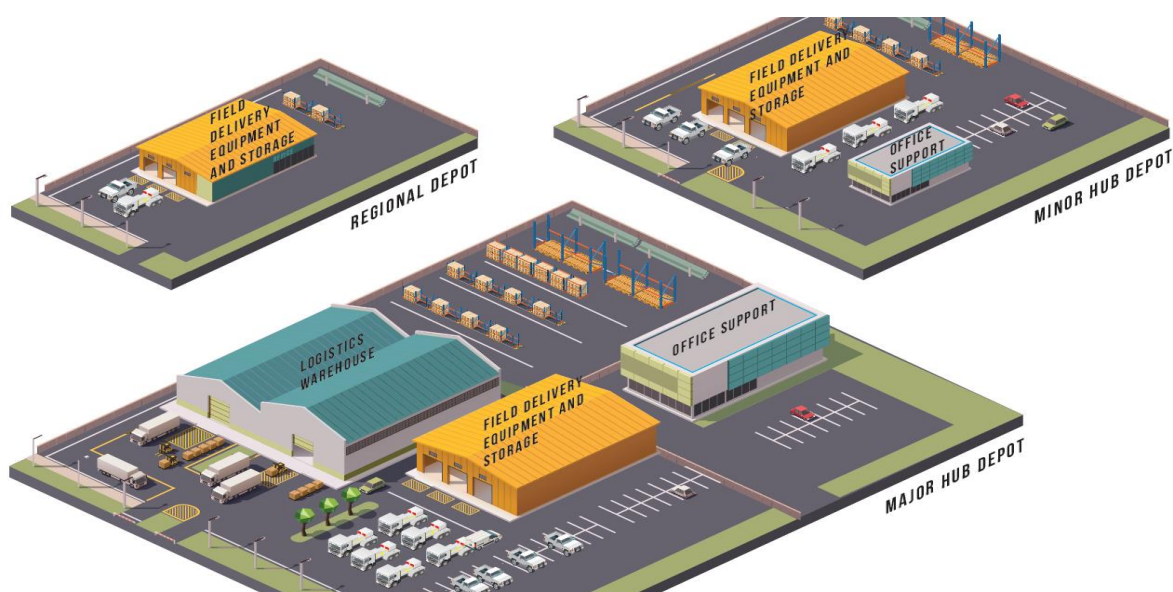 FIELD
DELIVERY
EQUIPMENT
AND STORAGE
REGIONAL DEPOT
FIELD DELIVERY
EQUIPMENT AND
STORAGE
OFFICE
SUPPORT
MINOR HUB DEPOT
LOGISTICS
WAREHOUSE
FIELD DELIVERY
EQUIPMENT AND
STORAGE
OFFICE SUPPORT
MAJOR HUB DEPOT